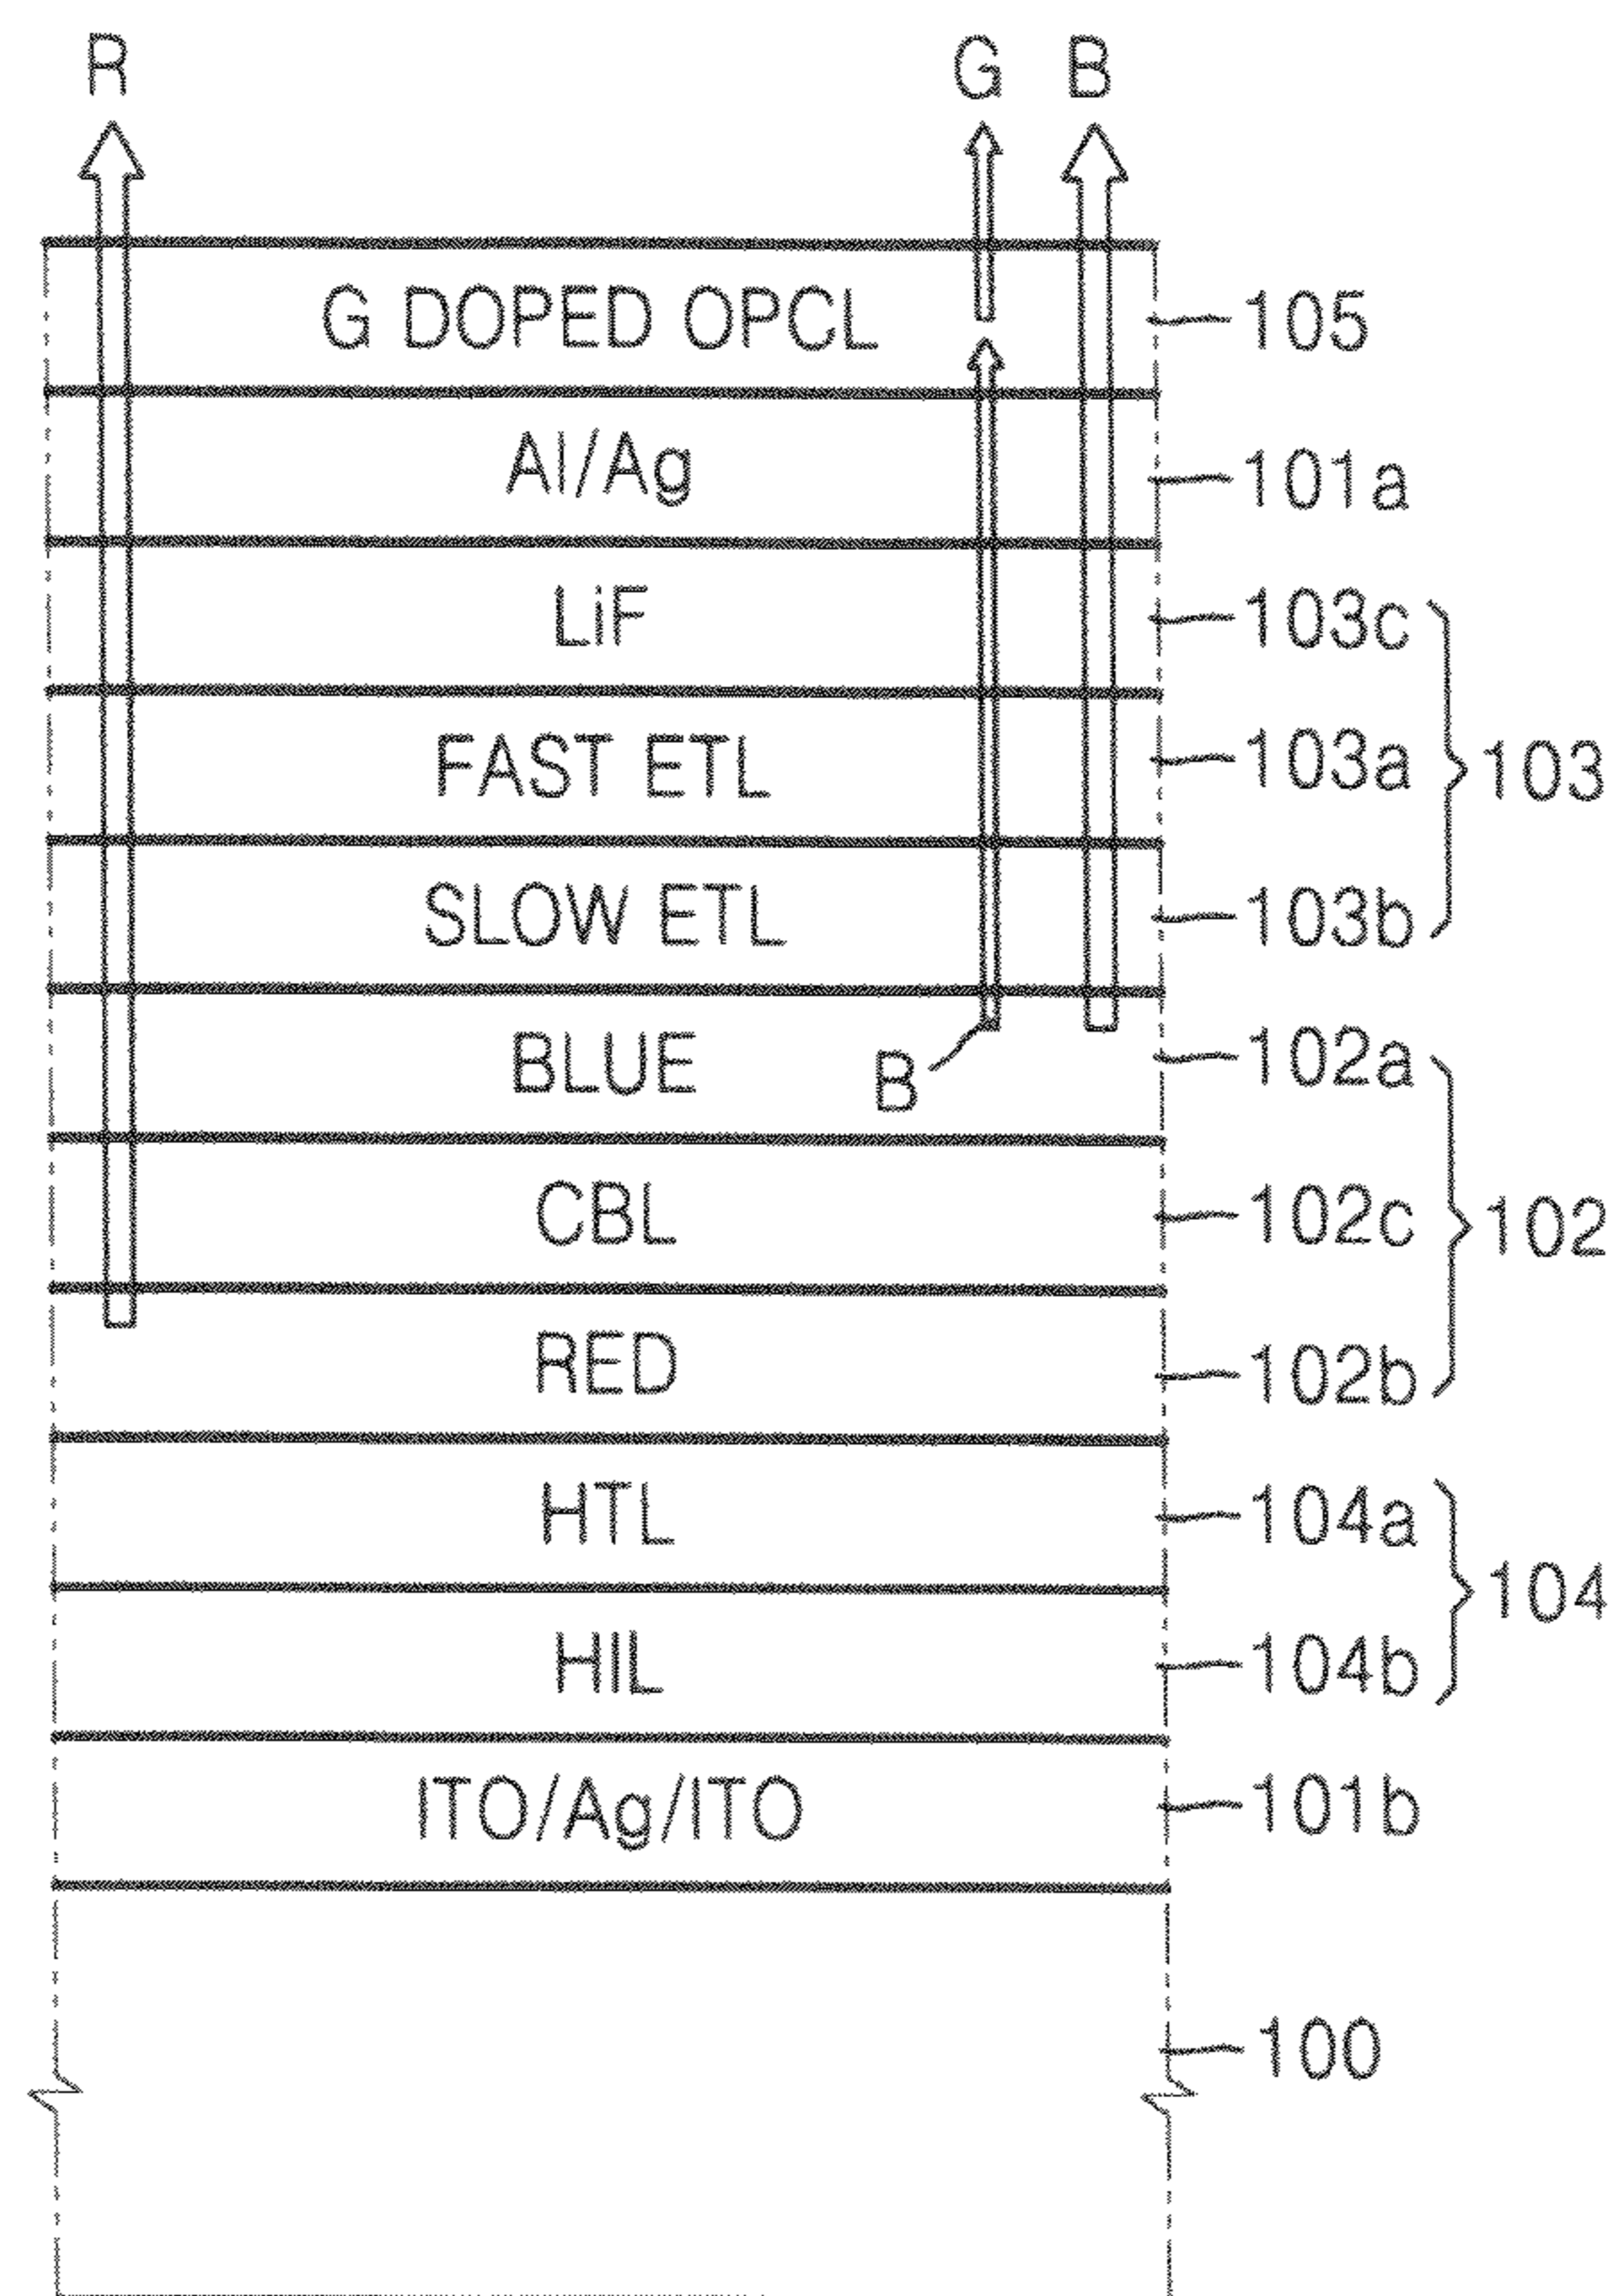 R G B
G DOPED OPCL 105
Al/Ag 101a
LiF 103c
FAST ETL 103a 103
SLOW ETL 103b
BLUE B 102a
CBL 102c 102
RED 102b
HTL 104a
104
HIL 104b
ITO/Ag/ITO 101b
100